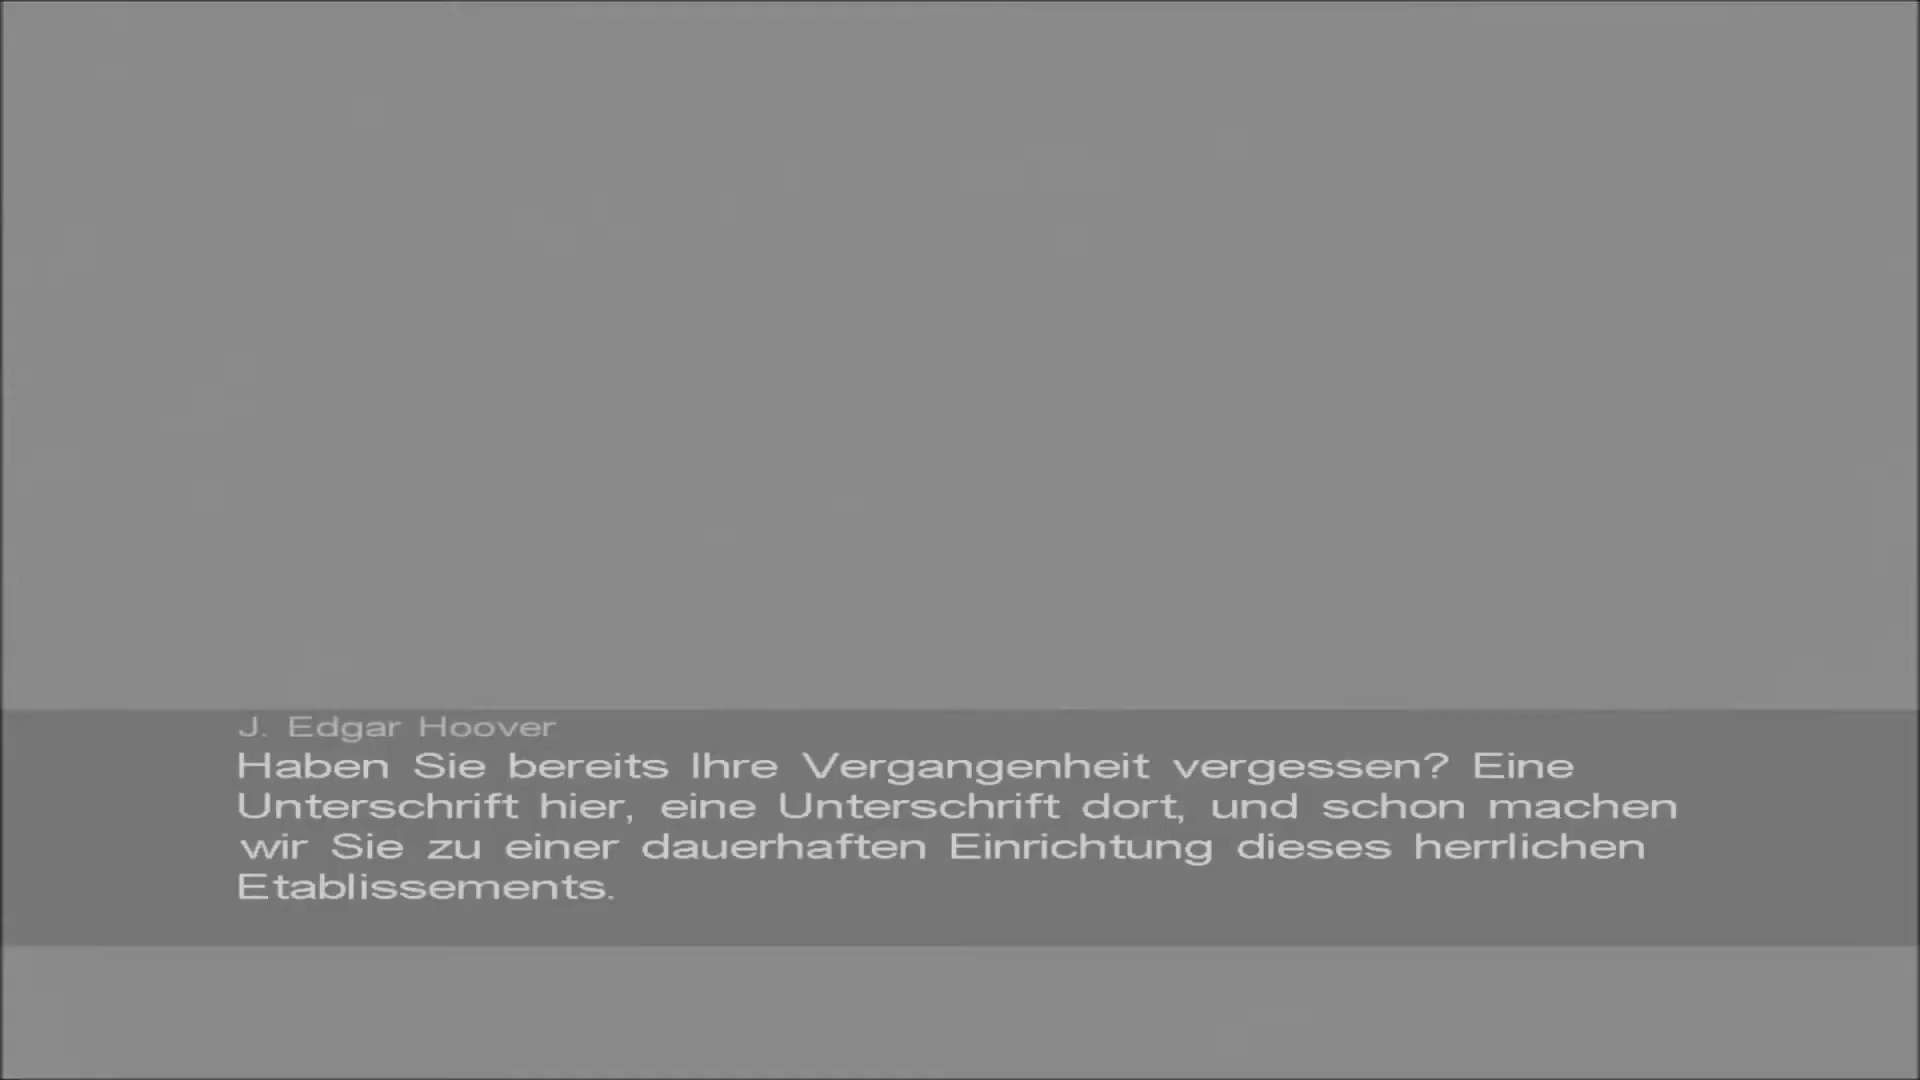 J. Edgar Hoover
Haben Sie bereits Ihre Vergangenheit vergessen? Eine
Unterschrift hier, eine Unterschrift dort, und schon machen
wir Sie zu einer dauerhaften Einrichtung dieses herrlichen
Etablissements.